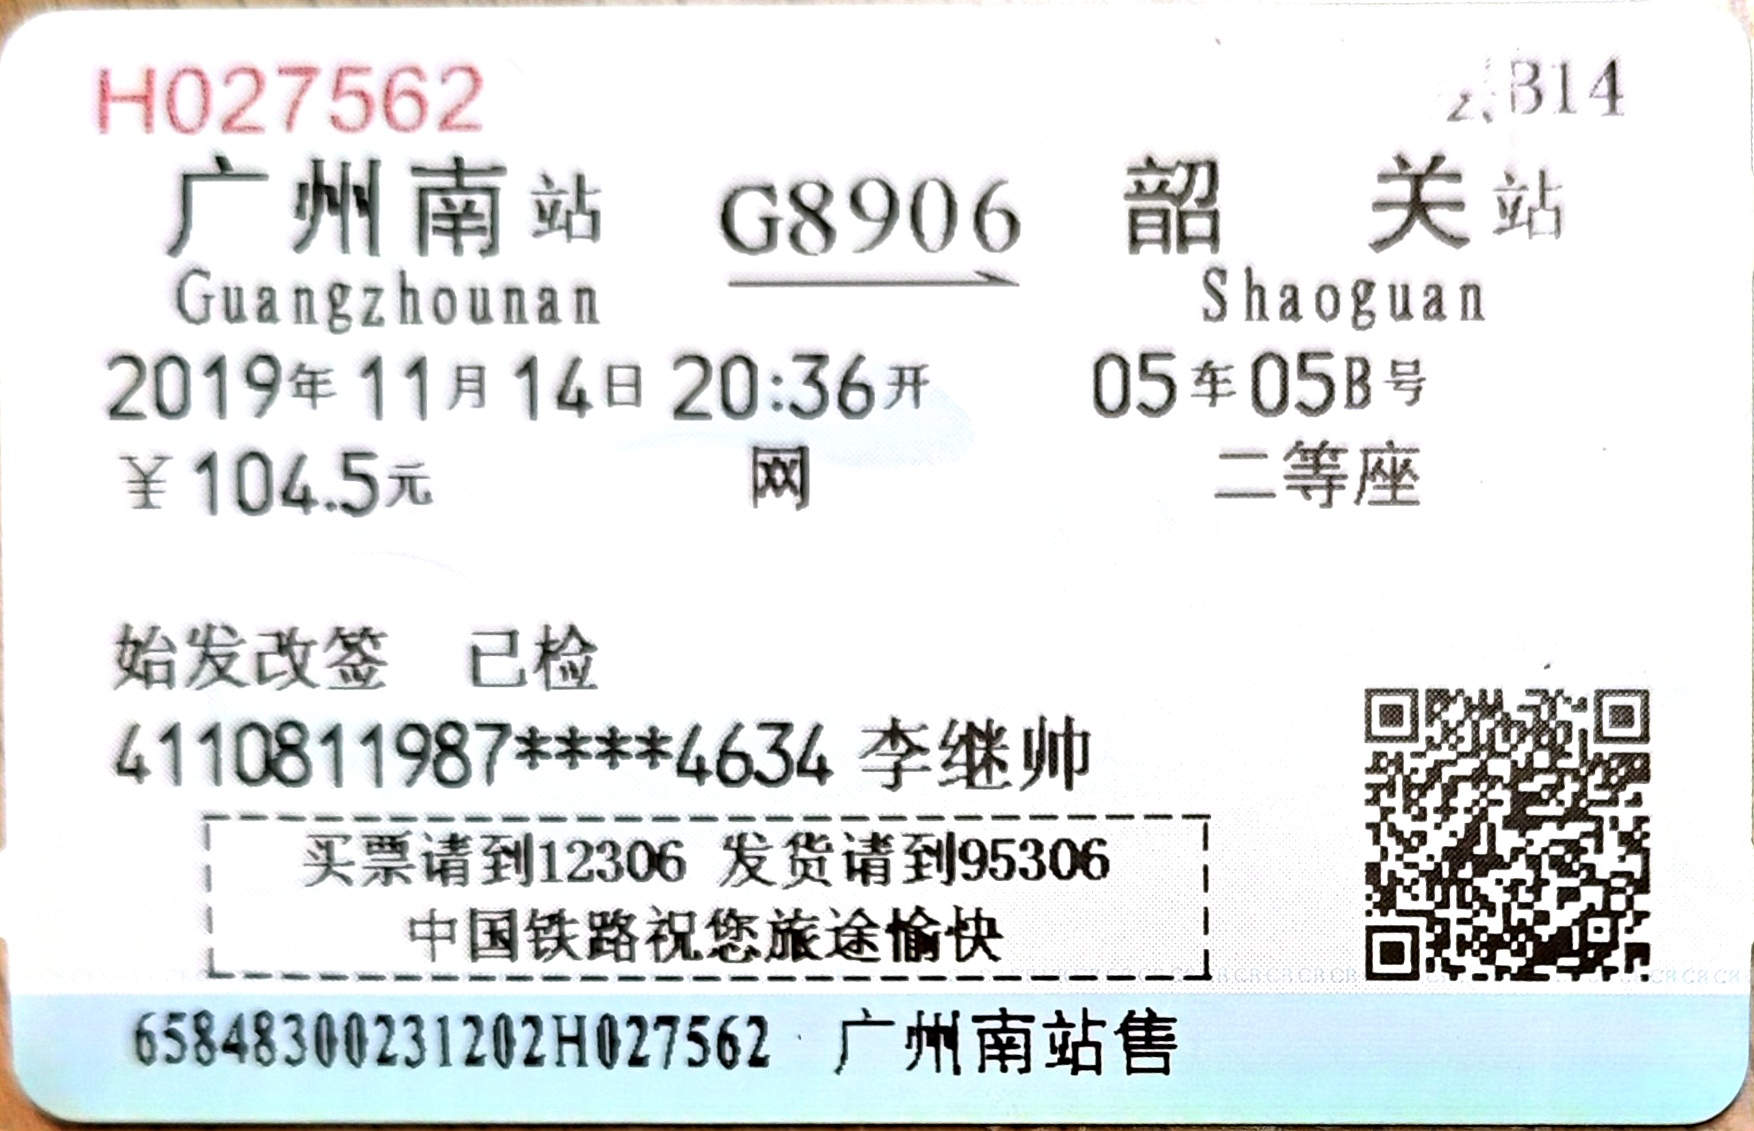 H027562 B14
广州南站 G8906 韶关站
Guangzhounan Shaoguan
2019年11月14日 20:36开 05车05B号
￥104.5元 网 二等座
始发改签 已检
4110811987****4634 李继帅
买票请到12306 发货请到95306
中国铁路祝您旅途愉快
65848300231202H027562 广州南站售